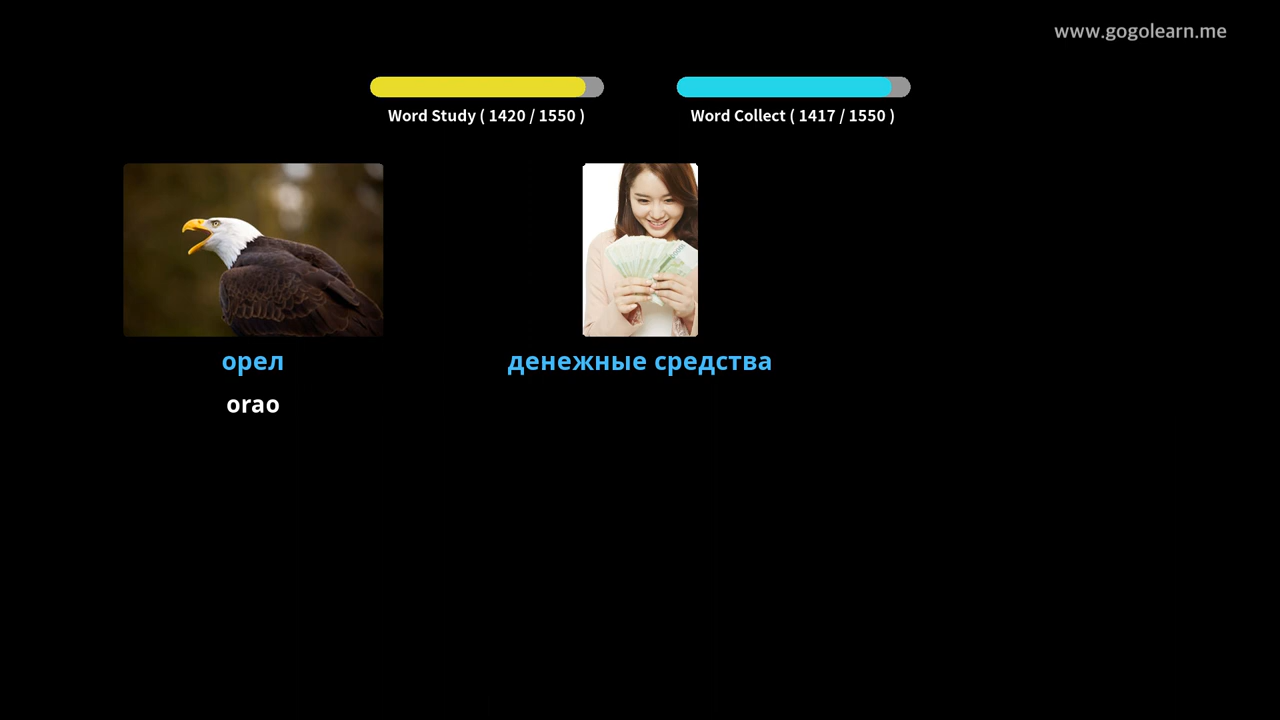 www.gogolearn.me
Word Study ( 1420 / 1550 )
Word Collect ( 1417 / 1550 )
орел
денежные средства
orao